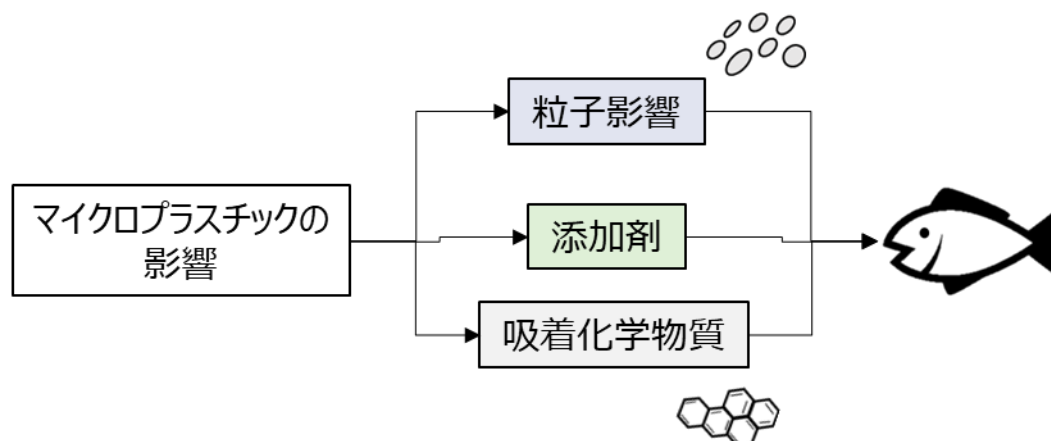 粒子影響
マイクロプラスチックの
影響
添加剤
吸着化学物質